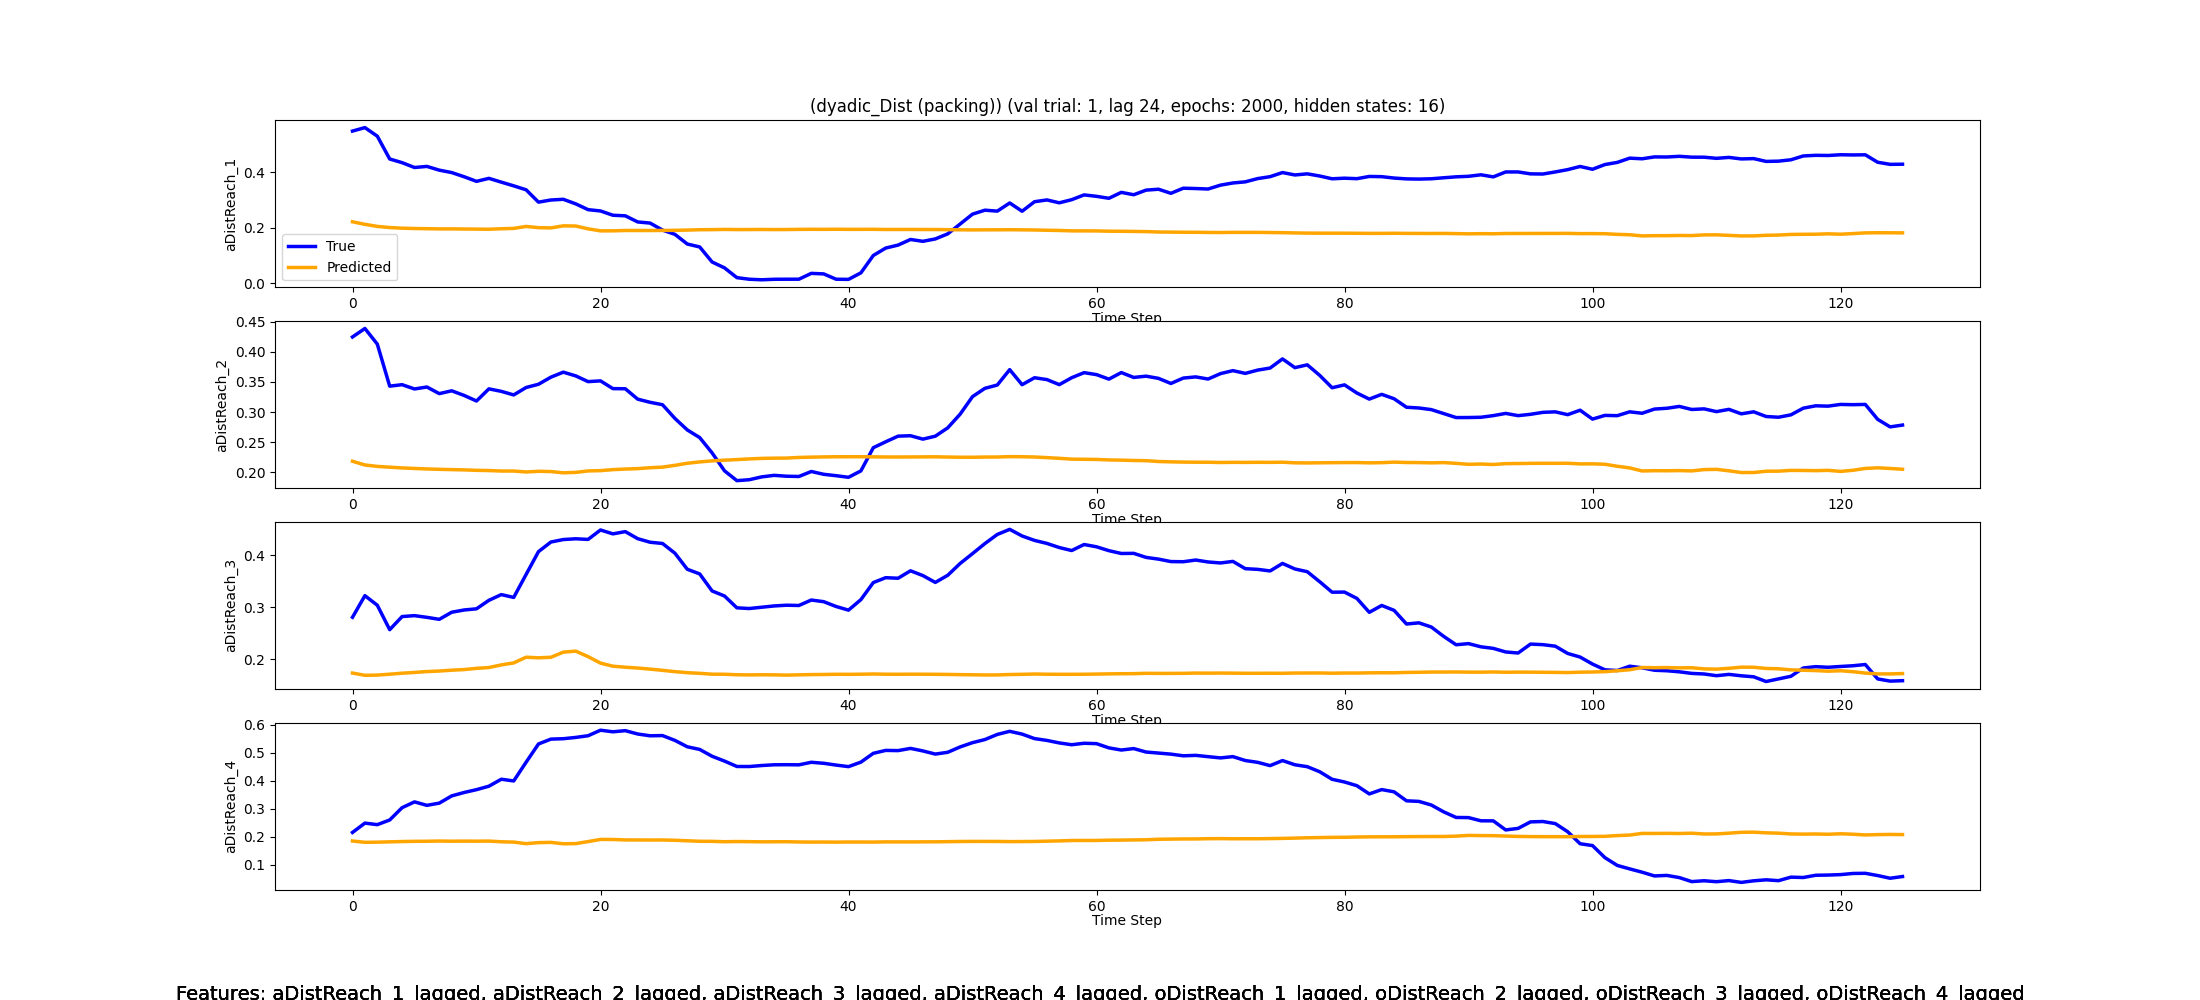 (dyadic_Dist (packing)) (val trial: 1, lag 24, epochs: 2000, hidden states: 16)
aDistReach_1
0.4
0.2
0.0
True
Predicted
0 20 40 60 80 100 120
Time Step
aDistReach_2
0.45
0.40
0.35
0.30
0.25
0.20
0 20 40 60 80 100 120
Time Step
aDistReach_3
0.4
0.3
0.2
0 20 40 60 80 100 120
Time Step
aDistReach_4
0.6
0.5
0.4
0.3
0.2
0.1
0 20 40 60 80 100 120
Time Step
Features: aDistReach_1_lagged, aDistReach_2_lagged, aDistReach_3_lagged, aDistReach_4_lagged, oDistReach_1_lagged, oDistReach_2_lagged, oDistReach_3_lagged, oDistReach_4_lagged